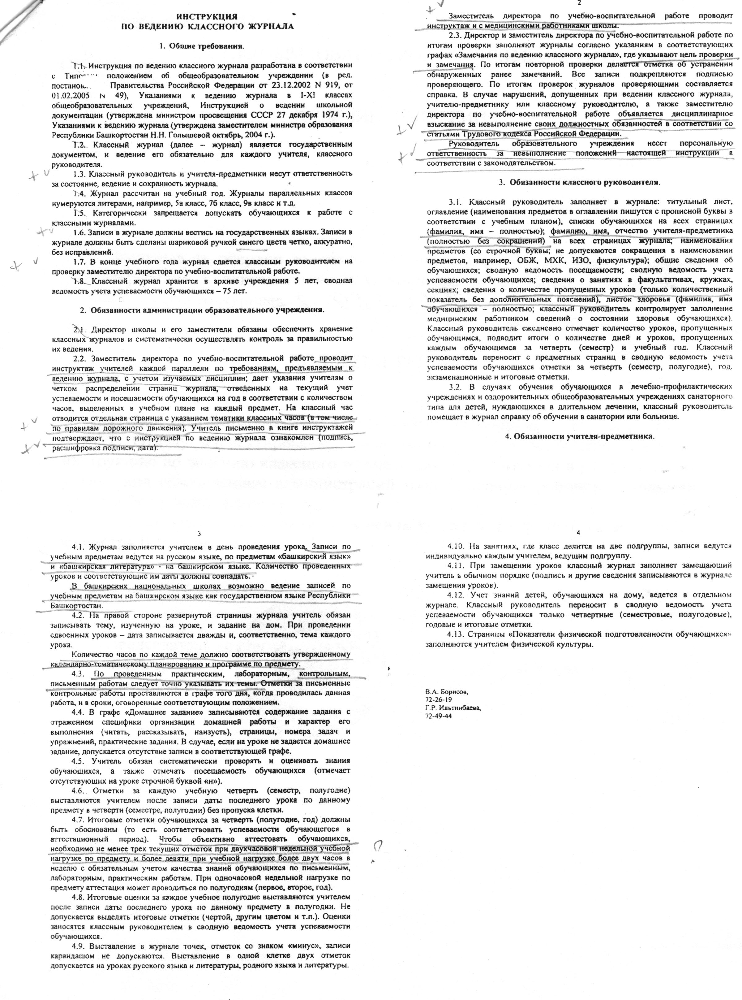 ИНСТРУКЦИЯ
ПО ВЕДЕНИЮ КЛАССНОГО ЖУРНАЛА
1. Общие требования.
1.1. Инструкция по ведению классного журнала разработана в соответствии
с положением об общеобразовательном учреждении (в ред.
Правительства Российской Федерации от 23.12.2002 N 919, от
01.02.2005 N 49), Указаниями к ведению журнала в I-XI классах
общеобразовательных учреждений, Инструкцией о ведении школьной
документации (утверждена министром просвещения СССР 27 декабря 1974 г.),
Указаниями к ведению журнала (утверждена заместителем министра образования
Республики Башкортостан Н.Н. Голышевой октябрь, 2004 г.).
1.2. Классный журнал (далее – журнал) является государственным
документом, и ведение его обязательно для каждого учителя, классного
руководителя.
1.3. Классный руководитель и учителя-предметники несут ответственность
за состояние, ведение и сохранность журнала.
1.4. Журнал рассчитан на учебный год. Журналы параллельных классов
нумеруются литерами, например, 5а класс, 7б класс, 9в класс и т.д.
1.5. Категорически запрещается допускать обучающихся к работе с
классными журналами.
1.6. Записи в журнале должны вестись на государственных языках. Записи в
журнале должны быть сделаны шариковой ручкой синего цвета четко, аккуратно,
без исправлений.
1.7. В конце учебного года журнал сдается классным руководителем на
проверку заместителю директора по учебно-воспитательной работе.
1.8. Классный журнал хранится в архиве учреждения 5 лет, сводная
ведомость учета успеваемости обучающихся – 75 лет.
2. Обязанности администрации образовательного учреждения.
2.1. Директор школы и его заместители обязаны обеспечить хранение
классных журналов и систематически осуществлять контроль за правильностью
их ведения.
2.2. Заместитель директора по учебно-воспитательной работе проводит
инструктаж учителей каждой параллели по требованиям, предъявляемым к
ведению журнала, с учетом изучаемых дисциплин; дает указания учителям о
четком распределении страниц журнала, отведенных на текущий учет
успеваемости и посещаемости обучающихся на год в соответствии с количеством
часов, выделенных в учебном плане на каждый предмет. На классный час
отводится отдельная страница с указанием тематики классных часов (в том числе
по правилам дорожного движения). Учитель письменно в книге инструктажей
подтверждает, что с инструкцией по ведению журнала ознакомлен (подпись,
расшифровка подписи, дата).
2
Заместитель директора по учебно-воспитательной работе проводит
инструктаж и с медицинскими работниками школы.
2.3. Директор и заместитель директора по учебно-воспитательной работе по
итогам проверки заполняют журналы согласно указаниям в соответствующих
графах «Замечания по ведению классного журнала», где указывают цель проверки
и замечания. По итогам повторной проверки делается отметка об устранении
обнаруженных ранее замечаний. Все записи подкрепляются подписью
проверяющего. По итогам проверок журналов проверяющими составляется
справка. В случае нарушений, допущенных при ведении классного журнала,
учителю-предметнику или классному руководителю, а также заместителю
директора по учебно-воспитательной работе объявляется дисциплинарное
взыскание за невыполнение своих должностных обязанностей в соответствии со
статьями Трудового кодекса Российской Федерации.
Руководитель образовательного учреждения несет персональную
ответственность за невыполнение положений настоящей инструкции в
соответствии с законодательством.
3. Обязанности классного руководителя.
3.1. Классный руководитель заполняет в журнале: титульный лист,
оглавление (наименования предметов в оглавлении пишутся с прописной буквы в
соответствии с учебным планом), списки обучающихся на всех страницах
(фамилия, имя – полностью); фамилию, имя, отчество учителя-предметника
(полностью без сокращений) на всех страницах журнала; наименования
предметов (со строчной буквы; не допускаются сокращения в наименовании
предметов, например, ОБЖ, МХК, ИЗО, физкультура); общие сведения об
обучающихся; сводную ведомость посещаемости; сводную ведомость учета
успеваемости обучающихся; сведения о занятиях в факультативах, кружках,
секциях; сведения о количестве пропущенных уроков (только количественный
показатель без дополнительных пояснений), листок здоровья (фамилия, имя
обучающихся – полностью; классный руководитель контролирует заполнение
медицинским работником сведений о состоянии здоровья обучающихся).
Классный руководитель ежедневно отмечает количество уроков, пропущенных
обучающимся, подводит итоги о количестве дней и уроков, пропущенных
каждым обучающимся за четверть (семестр) и учебный год. Классный
руководитель переносит с предметных страниц в сводную ведомость учета
успеваемости обучающихся отметки за четверть (семестр, полугодие), год.
экзаменационные и итоговые отметки.
3.2. В случаях обучения обучающихся в лечебно-профилактических
учреждениях и оздоровительных общеобразовательных учреждениях санаторного
типа для детей, нуждающихся в длительном лечении, классный руководитель
помещает в журнал справку об обучении в санатории или больнице.
4. Обязанности учителя-предметника.
3
4.1. Журнал заполняется учителем в день проведения урока. Записи по
учебным предметам ведутся на русском языке, по предметам «башкирский язык»
и «башкирская литература» - на башкирском языке. Количество проведенных
уроков и соответствующие им даты должны совпадать.
В башкирских национальных школах возможно ведение записей по
учебным предметам на башкирском языке как государственном языке Республики
Башкортостан.
4.2. На правой стороне развернутой страницы журнала учитель обязан
записывать тему, изученную на уроке, и задание на дом. При проведении
сдвоенных уроков – дата записывается дважды и, соответственно, тема каждого
урока.
Количество часов по каждой теме должно соответствовать утвержденному
календарно-тематическому планированию и программе по предмету.
4.3. По проведенным практическим, лабораторным, контрольным,
письменным работам следует точно указывать их темы. Отметки за письменные
контрольные работы проставляются в графе того дня, когда проводилась данная
работа, и в сроки, оговоренные соответствующим положением.
4.4. В графе «Домашнее задание» записываются содержание задания с
отражением специфики организации домашней работы и характер его
выполнения (читать, рассказывать, наизусть), страницы, номера задач и
упражнений, практические задания. В случае, если на уроке не задается домашнее
задание, допускается отсутствие записи в соответствующей графе.
4.5. Учитель обязан систематически проверять и оценивать знания
обучающихся, а также отмечать посещаемость обучающихся (отмечает
отсутствующих на уроке строчной буквой «н»).
4.6. Отметки за каждую учебную четверть (семестр, полугодие)
выставляются учителем после записи даты последнего урока по данному
предмету в четверти (семестре, полугодии) без пропуска клетки.
4.7. Итоговые отметки обучающихся за четверть (полугодие, год) должны
быть обоснованы (то есть соответствовать успеваемости обучающегося в
аттестационный период). Чтобы объективно аттестовать обучающихся,
необходимо не менее трех текущих отметок при двухчасовой недельной учебной
нагрузке по предмету и более девяти при учебной нагрузке более двух часов в
неделю с обязательным учетом качества знаний обучающихся по письменным,
лабораторным, практическим работам. При одночасовой недельной нагрузке по
предмету аттестация может проводиться по полугодиям (первое, второе, год).
4.8. Итоговые оценки за каждое учебное полугодие выставляются учителем
после записи даты последнего урока по данному предмету в полугодии. Не
допускается выделять итоговые отметки (чертой, другим цветом и т.п.). Оценки
заносятся классным руководителем в сводную ведомость учета успеваемости
обучающихся.
4.9. Выставление в журнале точек, отметок со знаком «минус», записи
карандашом не допускаются. Выставление в одной клетке двух отметок
допускается на уроках русского языка и литературы, родного языка и литературы.
4
4.10. На занятиях, где класс делится на две подгруппы, записи ведутся
индивидуально каждым учителем, ведущим подгруппу.
4.11. При замещении уроков классный журнал заполняет замещающий
учитель в обычном порядке (подпись и другие сведения записываются в журнале
замещения уроков).
4.12. Учет знаний детей, обучающихся на дому, ведется в отдельном
журнале. Классный руководитель переносит в сводную ведомость учета
успеваемости обучающихся только четвертные (семестровые, полугодовые),
годовые и итоговые отметки.
4.13. Страницы «Показатели физической подготовленности обучающихся»
заполняются учителем физической культуры.
В.А. Борисов,
72-26-19
Г.Р. Ильтинбаева,
72-49-44